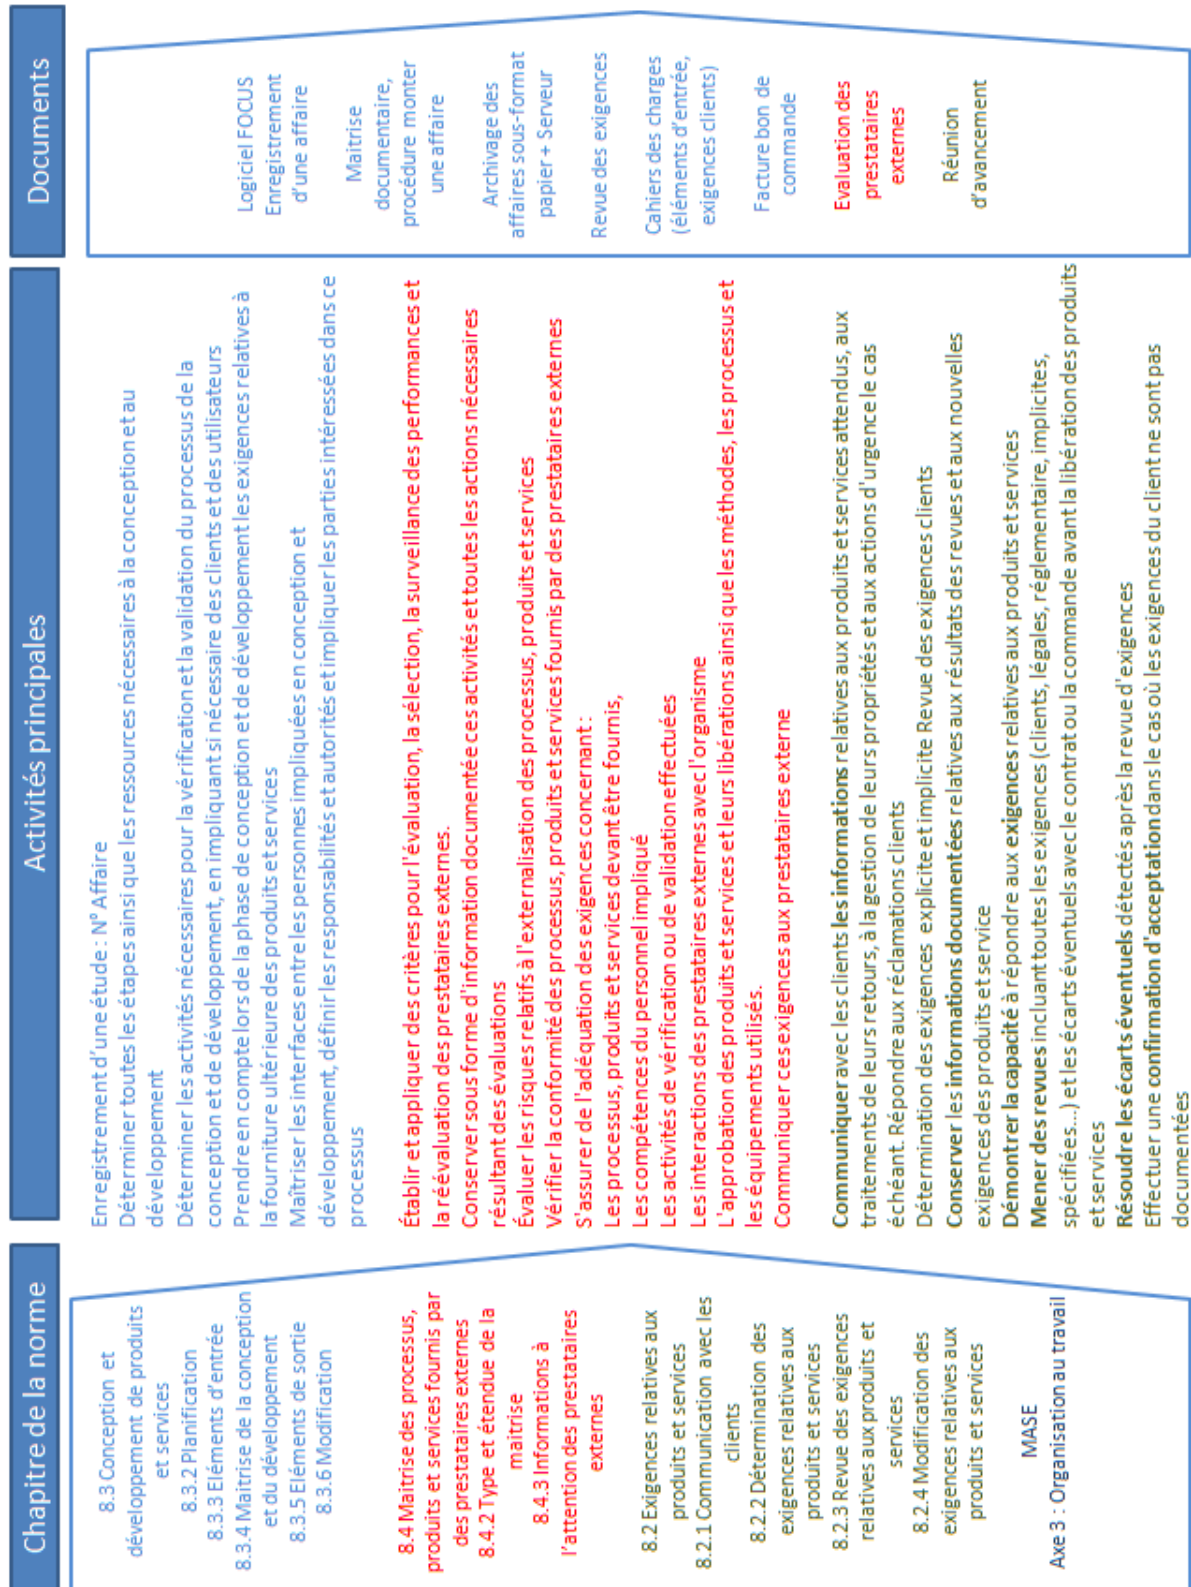 Chapitre de la norme
8.3 Conception et
développement de produits
et services
8.3.2 Planification
8.3.3 Eléments d'entrée
8.3.4 Maitrise de la conception
et du développement
8.3.5 Eléments de sortie
8.3.6 Modification
8.4 Maitrise des processus,
produits et services fournis par
des prestataires externes
8.4.2 Type et étendue de la
maitrise
8.4.3 Informations à
l'attention des prestataires
externes
8.2 Exigences relatives aux
produits et services
8.2.1 Communication avec les
clients
8.2.2 Détermination des
exigences relatives aux
produits et services
8.2.3 Revue des exigences
relatives aux produits et
services
8.2.4 Modification des
exigences relatives aux
produits et services
MASE
Axe 3 : Organisation au travail
Activités principales
Enregistrement d'une étude : N° Affaire
Déterminer toutes les étapes ainsi que les ressources nécessaires à la conception et au
développement
Déterminer les activités nécessaires pour la vérification et la validation du processus de la
conception et de développement, en impliquant si nécessaire des clients et des utilisateurs
Prendre en compte lors de la phase de conception et de développement les exigences relatives à
la fourniture ultérieure des produits et services
Maîtriser les interfaces entre les personnes impliquées en conception et
développement, définir les responsabilités et autorités et impliquer les parties intéressées dans ce
processus
Établir et appliquer des critères pour l'évaluation, la sélection, la surveillance des performances et
la réévaluation des prestataires externes.
Conserver sous forme d'information documentée ces activités et toutes les actions nécessaires
résultant des évaluations
Évaluer les risques relatifs à l'externalisation des processus, produits et services
Vérifier la conformité des processus, produits et services fournis par des prestataires externes
S'assurer de l'adéquation des exigences concernant :
Les processus, produits et services devant être fournis,
Les compétences du personnel impliqué
Les activités de vérification ou de validation effectuées
Les interactions des prestataires externes avec l'organisme
L'approbation des produits et services et leurs libérations ainsi que les méthodes, les processus et
les équipements utilisés.
Communiquer ces exigences aux prestataires externe
Communiquer avec les clients les informations relatives aux produits et services attendus, aux
traitements de leurs retours, à la gestion de leurs propriétés et aux actions d'urgence le cas
échéant. Répondre aux réclamations clients
Détermination des exigences explicite et implicite Revue des exigences clients
Conserver les informations documentées relatives aux résultats des revues et aux nouvelles
exigences des produits et service
Démontrer la capacité à répondre aux exigences relatives aux produits et services
Mener des revues incluant toutes les exigences (clients, légales, réglementaire, implicites,
spécifiées...) et les écarts éventuels avec le contrat ou la commande avant la libération des produits
et services
Résoudre les écarts éventuels détectés après la revue d'exigences
Effectuer une confirmation d'acceptation dans le cas où les exigences du client ne sont pas
documentées
Documents
Logiciel FOCUS
Enregistrement
d'une affaire
Maitrise
documentaire,
procédure monter
une affaire
Archivage des
affaires sous-format
papier + Serveur
Revue des exigences
Cahiers des charges
(éléments d'entrée,
exigences clients)
Facture bon de
commande
Evaluation des
prestataires
externes
Réunion
d'avancement